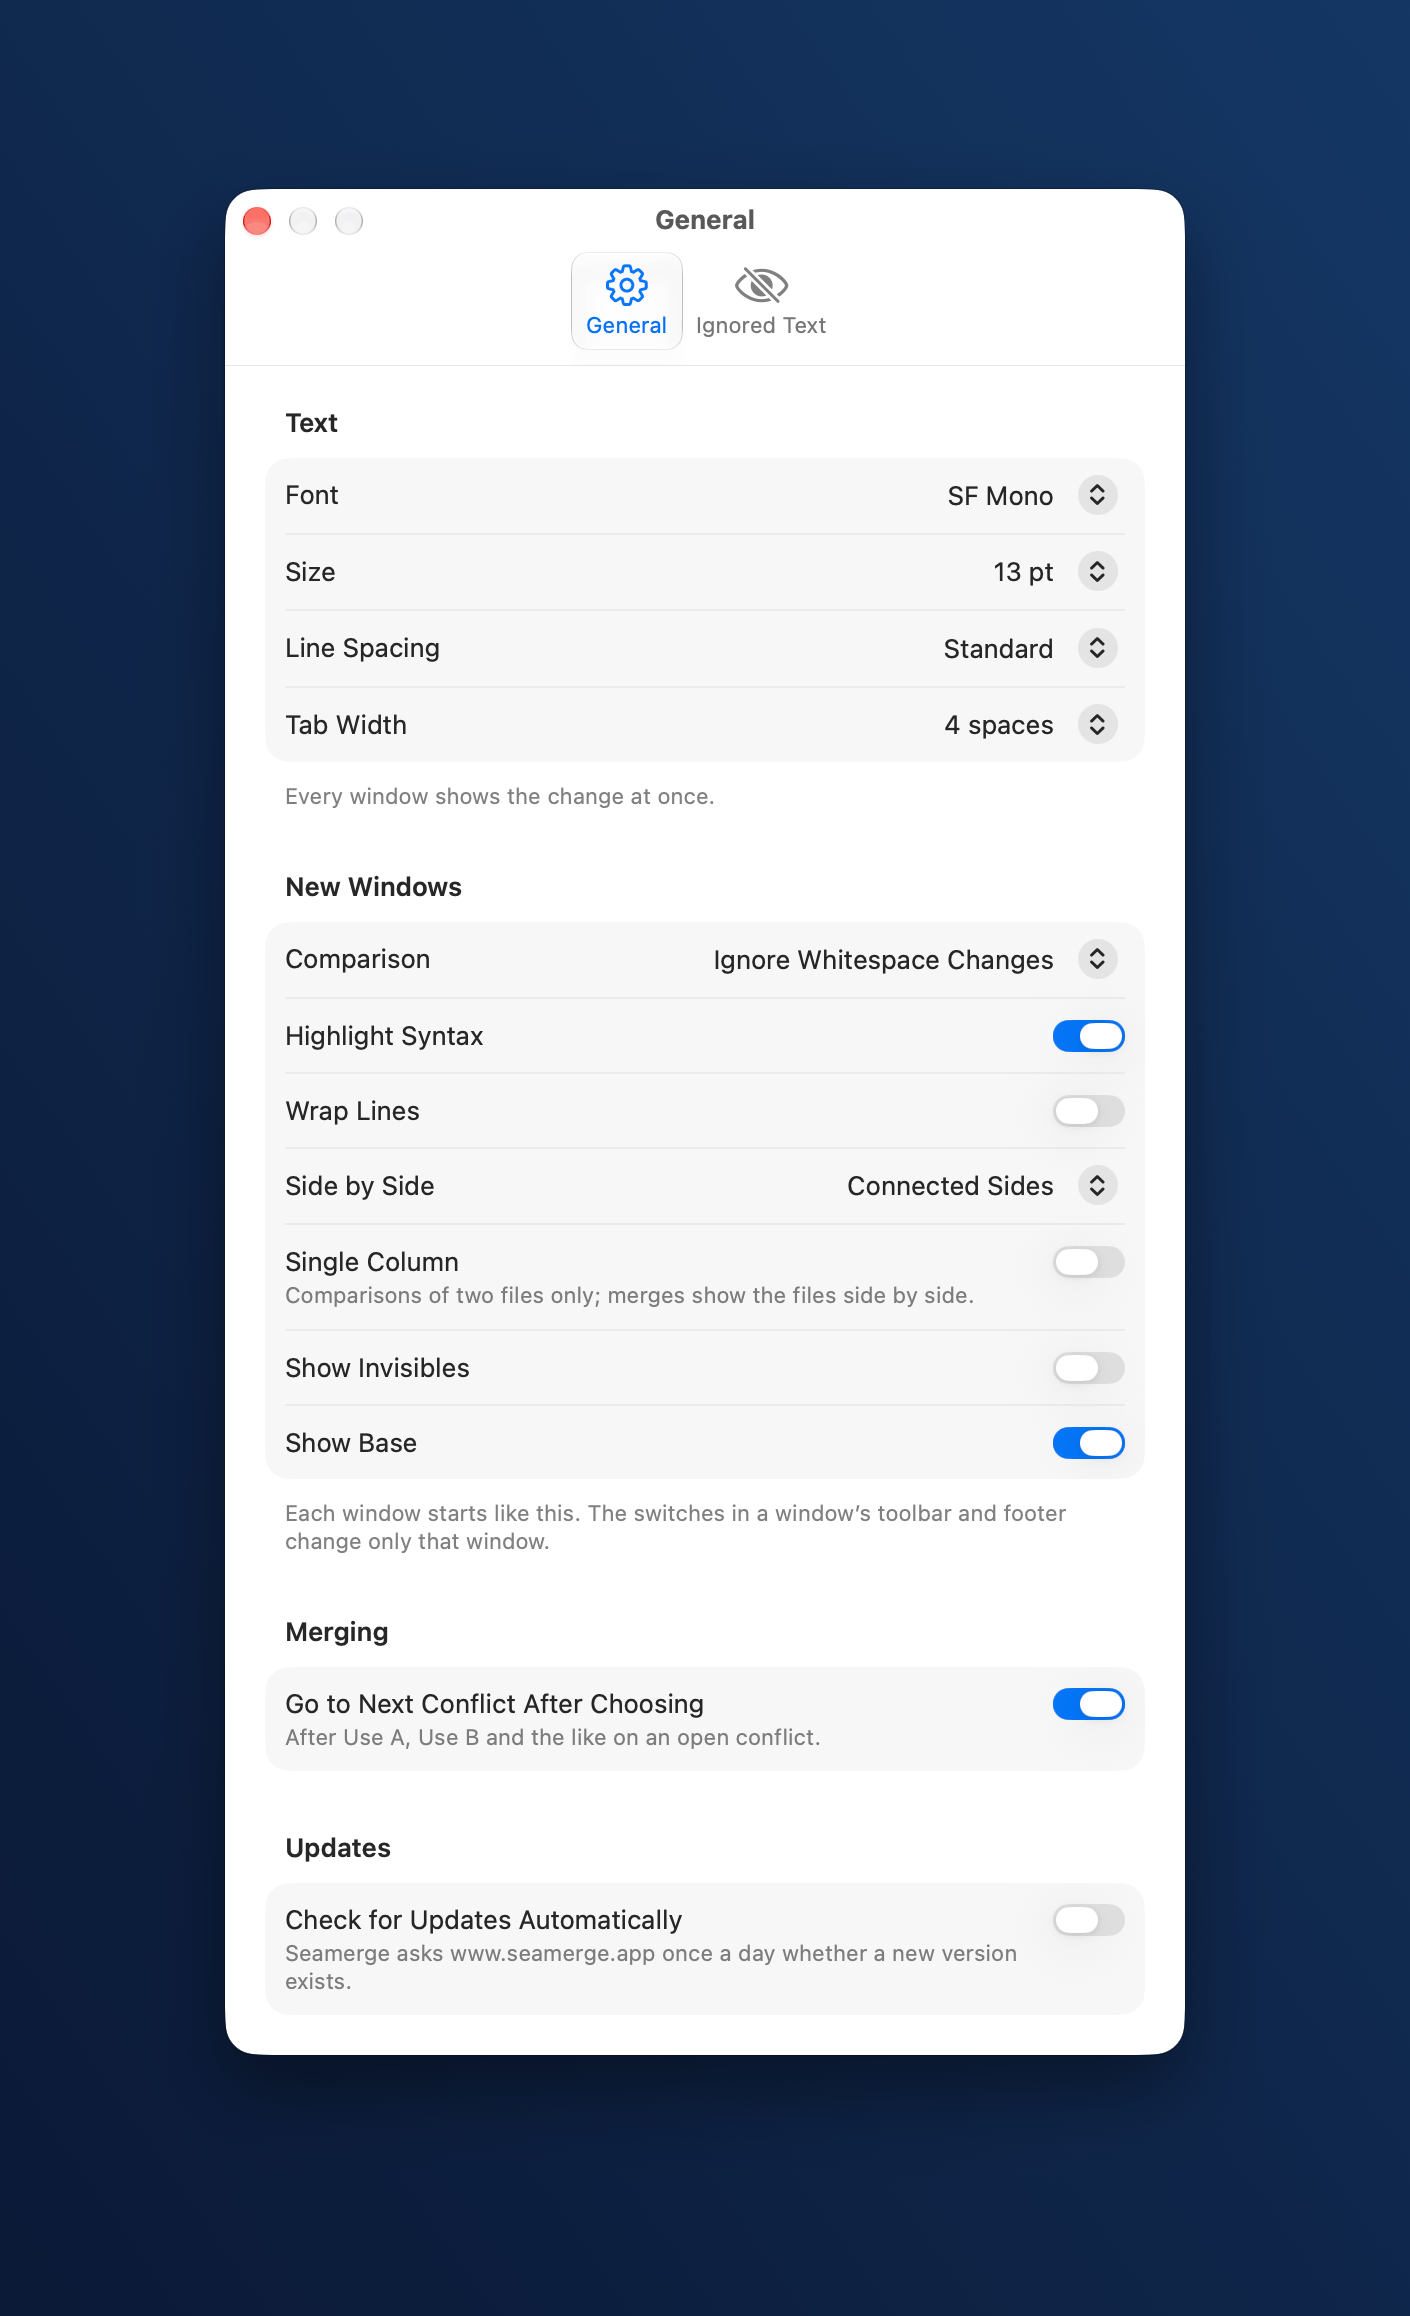 General
General
Ignored Text
Text
Font
SF Mono
Size
13 pt
Line Spacing
Standard
Tab Width
4 spaces
Every window shows the change at once.
New Windows
Comparison
Ignore Whitespace Changes
Highlight Syntax
Wrap Lines
Side by Side
Connected Sides
Single Column
Comparisons of two files only; merges show the files side by side.
Show Invisibles
Show Base
Each window starts like this. The switches in a window’s toolbar and footer
change only that window.
Merging
Go to Next Conflict After Choosing
After Use A, Use B and the like on an open conflict.
Updates
Check for Updates Automatically
Seamerge asks www.seamerge.app once a day whether a new version
exists.